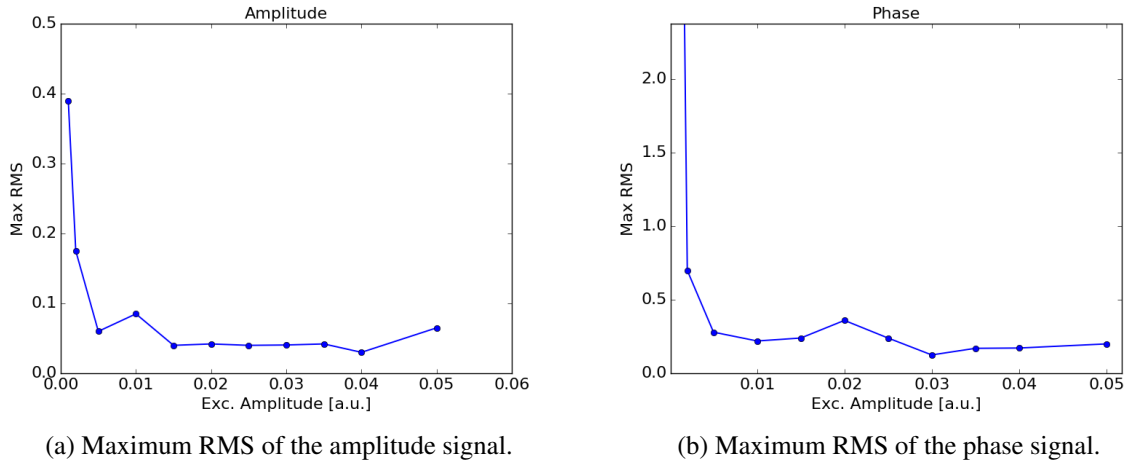 Amplitude
0.5
0.4
0.3
0.2
0.1
0.0
Max RMS
0.00 0.01 0.02 0.03 0.04 0.05 0.06
Exc. Amplitude [a.u.]
(a) Maximum RMS of the amplitude signal.
Phase
2.0
1.5
1.0
0.5
0.0
Max RMS
0.01 0.02 0.03 0.04 0.05
Exc. Amplitude [a.u.]
(b) Maximum RMS of the phase signal.